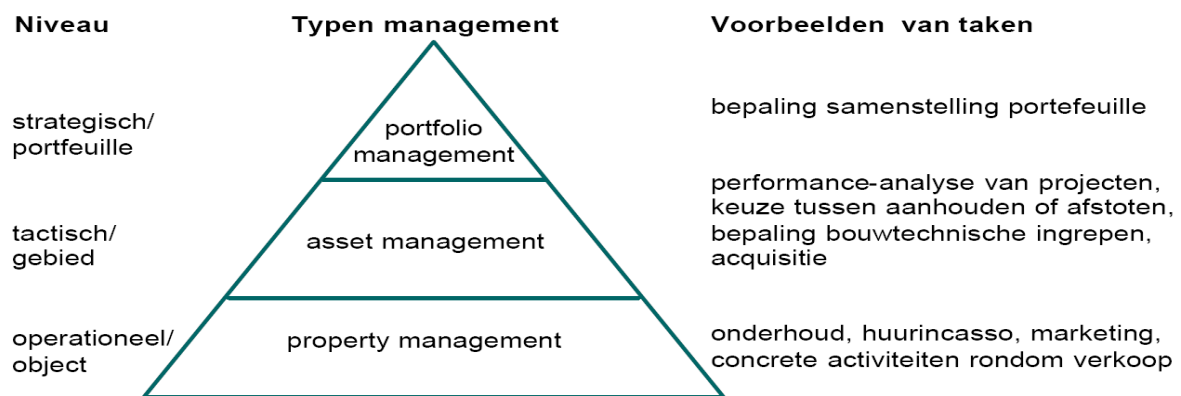 Niveau
Typen management
Voorbeelden van taken
strategisch/
portfeuille
portfolio
management
bepaling samenstelling portefeuille
tactisch/
gebied
asset management
performance-analyse van projecten,
keuze tussen aanhouden of afstoten,
bepaling bouwtechnische ingrepen,
acquisitie
operationeel/
object
property management
onderhoud, huurincasso, marketing,
concrete activiteiten rondom verkoop